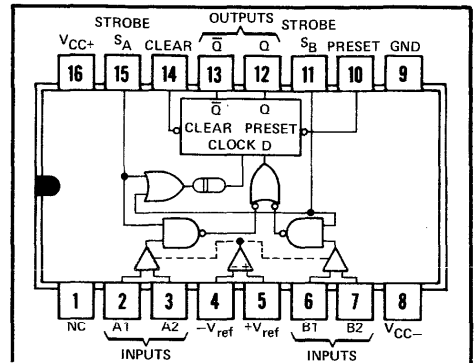 OUTPUTS
STROBE STROBE
VCC+ SA CLEAR Q̅ Q SB PRESET GND
16 15 14 13 12 11 10 9
Q̅ Q
CLEAR PRESET
CLOCK D
1 2 3 4 5 6 7 8
NC A1 A2 −Vref +Vref B1 B2 VCC−
INPUTS INPUTS